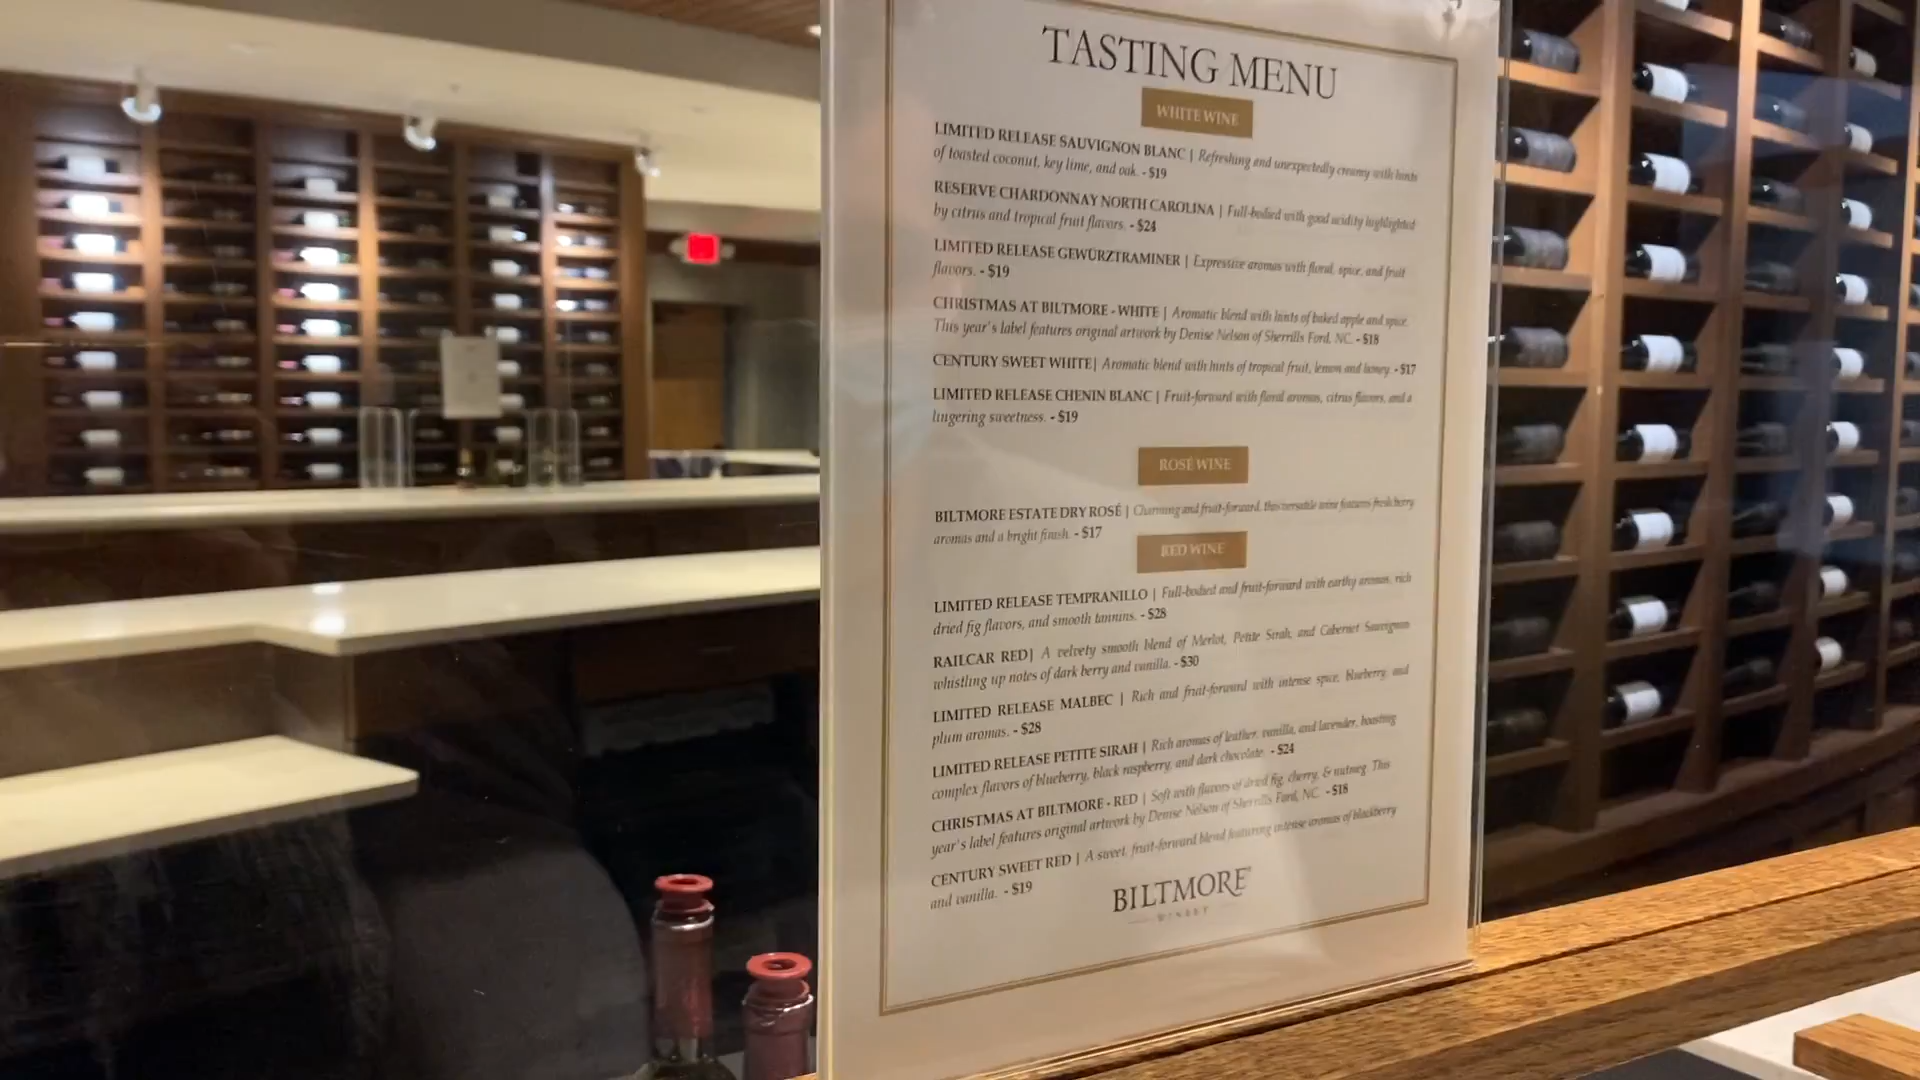 TASTING MENU
WHITE WINE
LIMITED RELEASE SAUVIGNON BLANC | Refreshing and unexpectedly creamy with hints
of toasted coconut, key lime, and oak. - $19
RESERVE CHARDONNAY NORTH CAROLINA | Full-bodied with good acidity highlighted
by citrus and tropical fruit flavors. - $24
LIMITED RELEASE GEWÜRZTRAMINER | Expressive aromas with floral, spice, and fruit
flavors. - $19
CHRISTMAS AT BILTMORE - WHITE | Aromatic blend with hints of baked apple and spice.
This year's label features original artwork by Denise Nelson of Sherrills Ford, NC. - $18
CENTURY SWEET WHITE| Aromatic blend with hints of tropical fruit, lemon and honey. - $17
LIMITED RELEASE CHENIN BLANC | Fruit-forward with floral aromas, citrus flavors, and a
lingering sweetness. - $19
ROSÉ WINE
BILTMORE ESTATE DRY ROSÉ | Charming and fruit-forward, this versatile wine features fresh berry
aromas and a bright finish. - $17
RED WINE
LIMITED RELEASE TEMPRANILLO | Full-bodied and fruit-forward with earthy aromas, rich
dried fig flavors, and smooth tannins. - $28
RAILCAR RED| A velvety smooth blend of Merlot, Petite Sirah, and Cabernet Sauvignon
whistling up notes of dark berry and vanilla. - $30
LIMITED RELEASE MALBEC | Rich and fruit-forward with intense spice, blueberry, and
plum aromas. - $28
LIMITED RELEASE PETITE SIRAH | Rich aromas of leather, vanilla, and lavender, boasting
complex flavors of blueberry, black raspberry, and dark chocolate. - $24
CHRISTMAS AT BILTMORE - RED | Soft with flavors of dried fig, cherry, & nutmeg. This
year's label features original artwork by Denise Nelson of Sherrills Ford, NC. - $18
CENTURY SWEET RED | A sweet, fruit-forward blend featuring intense aromas of blackberry
and vanilla. - $19
BILTMORE®
WINERY